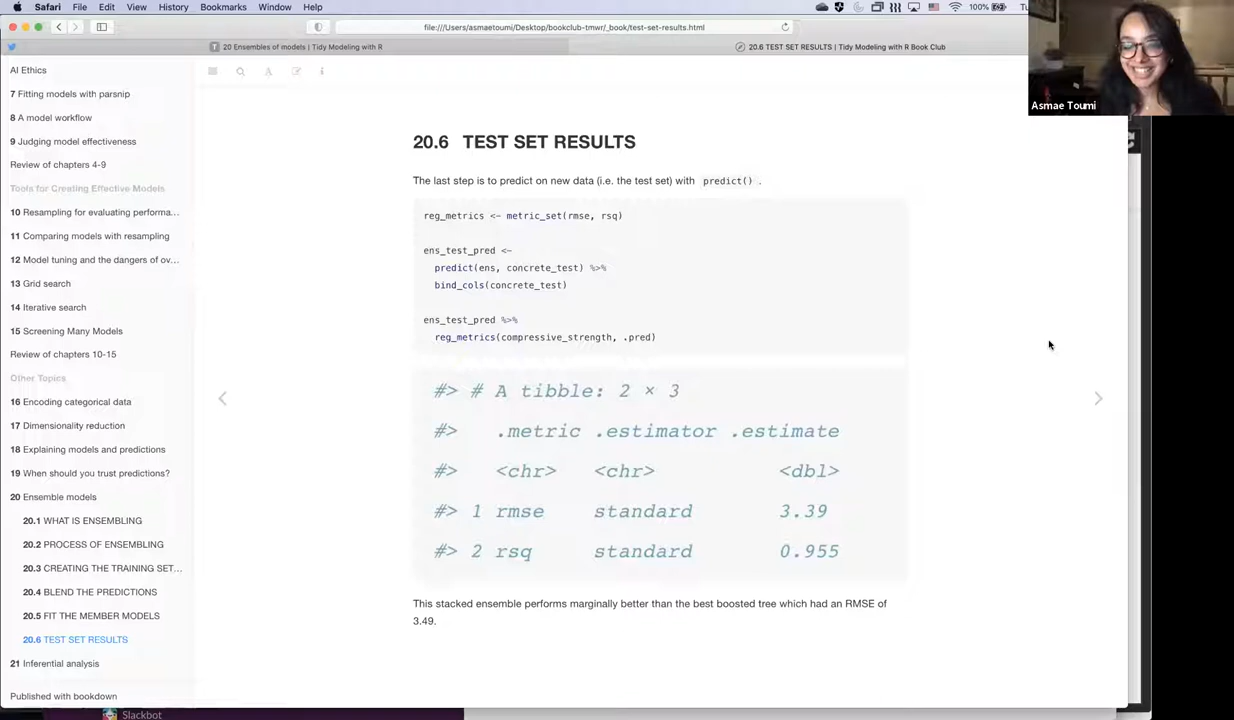 Safari File Edit View History Bookmarks Window Help 100%
file:///Users/asmaetoumi/Desktop/bookclub-tmwr/_book/test-set-results.html
T 20 Ensembles of models | Tidy Modeling with R
20.6 TEST SET RESULTS | Tidy Modeling with R Book Club
Asmae Toumi
AI Ethics
7 Fitting models with parsnip
8 A model workflow
9 Judging model effectiveness
Review of chapters 4-9
Tools for Creating Effective Models
10 Resampling for evaluating performa...
11 Comparing models with resampling
12 Model tuning and the dangers of ov...
13 Grid search
14 Iterative search
15 Screening Many Models
Review of chapters 10-15
Other Topics
16 Encoding categorical data
17 Dimensionality reduction
18 Explaining models and predictions
19 When should you trust predictions?
20 Ensemble models
20.1 WHAT IS ENSEMBLING
20.2 PROCESS OF ENSEMBLING
20.3 CREATING THE TRAINING SET...
20.4 BLEND THE PREDICTIONS
20.5 FIT THE MEMBER MODELS
20.6 TEST SET RESULTS
21 Inferential analysis
Published with bookdown
20.6 TEST SET RESULTS
The last step is to predict on new data (i.e. the test set) with predict() .
reg_metrics <- metric_set(rmse, rsq)
ens_test_pred <-
predict(ens, concrete_test) %>%
bind_cols(concrete_test)
ens_test_pred %>%
reg_metrics(compressive_strength, .pred)
#> # A tibble: 2 × 3
#> .metric .estimator .estimate
#> <chr> <chr> <dbl>
#> 1 rmse standard 3.39
#> 2 rsq standard 0.955
This stacked ensemble performs marginally better than the best boosted tree which had an RMSE of
3.49.
Slackbot